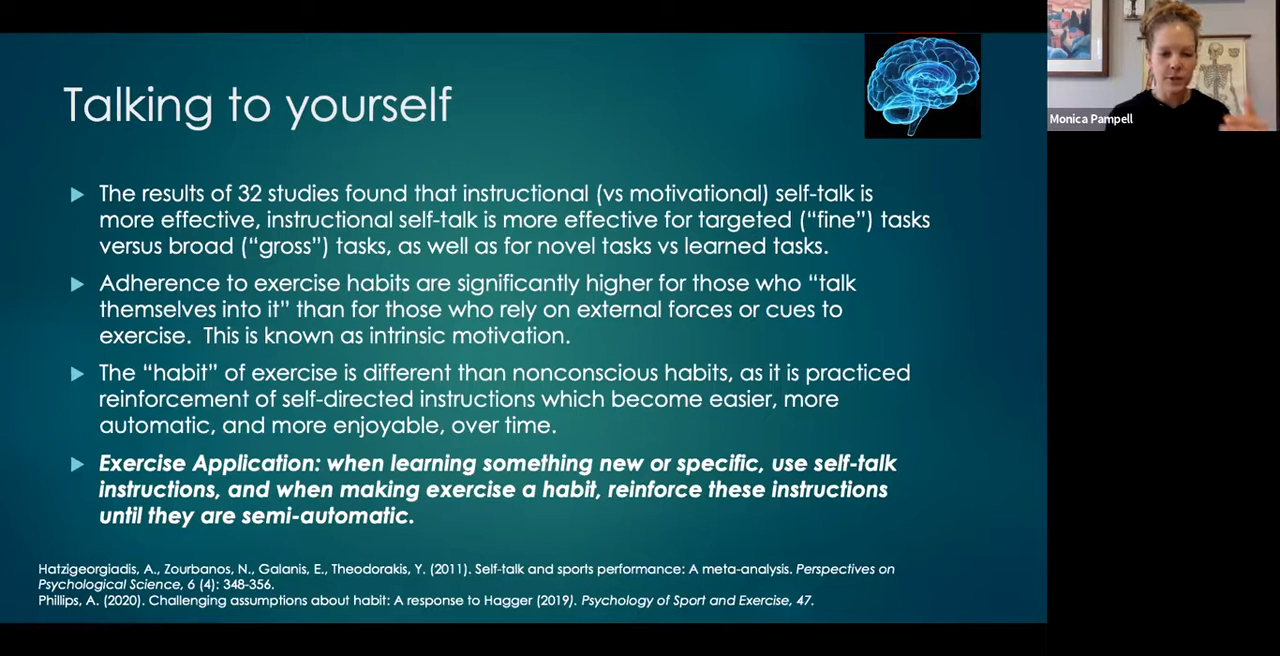 Talking to yourself
The results of 32 studies found that instructional (vs motivational) self-talk is
more effective, instructional self-talk is more effective for targeted (“fine”) tasks
versus broad (“gross”) tasks, as well as for novel tasks vs learned tasks.
Adherence to exercise habits are significantly higher for those who “talk
themselves into it” than for those who rely on external forces or cues to
exercise.  This is known as intrinsic motivation.
The “habit” of exercise is different than nonconscious habits, as it is practiced
reinforcement of self-directed instructions which become easier, more
automatic, and more enjoyable, over time.
Exercise Application: when learning something new or specific, use self-talk
instructions, and when making exercise a habit, reinforce these instructions
until they are semi-automatic.
Hatzigeorgiadis, A., Zourbanos, N., Galanis, E., Theodorakis, Y. (2011). Self-talk and sports performance: A meta-analysis. Perspectives on
Psychological Science, 6 (4): 348-356.
Phillips, A. (2020). Challenging assumptions about habit: A response to Hagger (2019). Psychology of Sport and Exercise, 47.
Monica Pampell